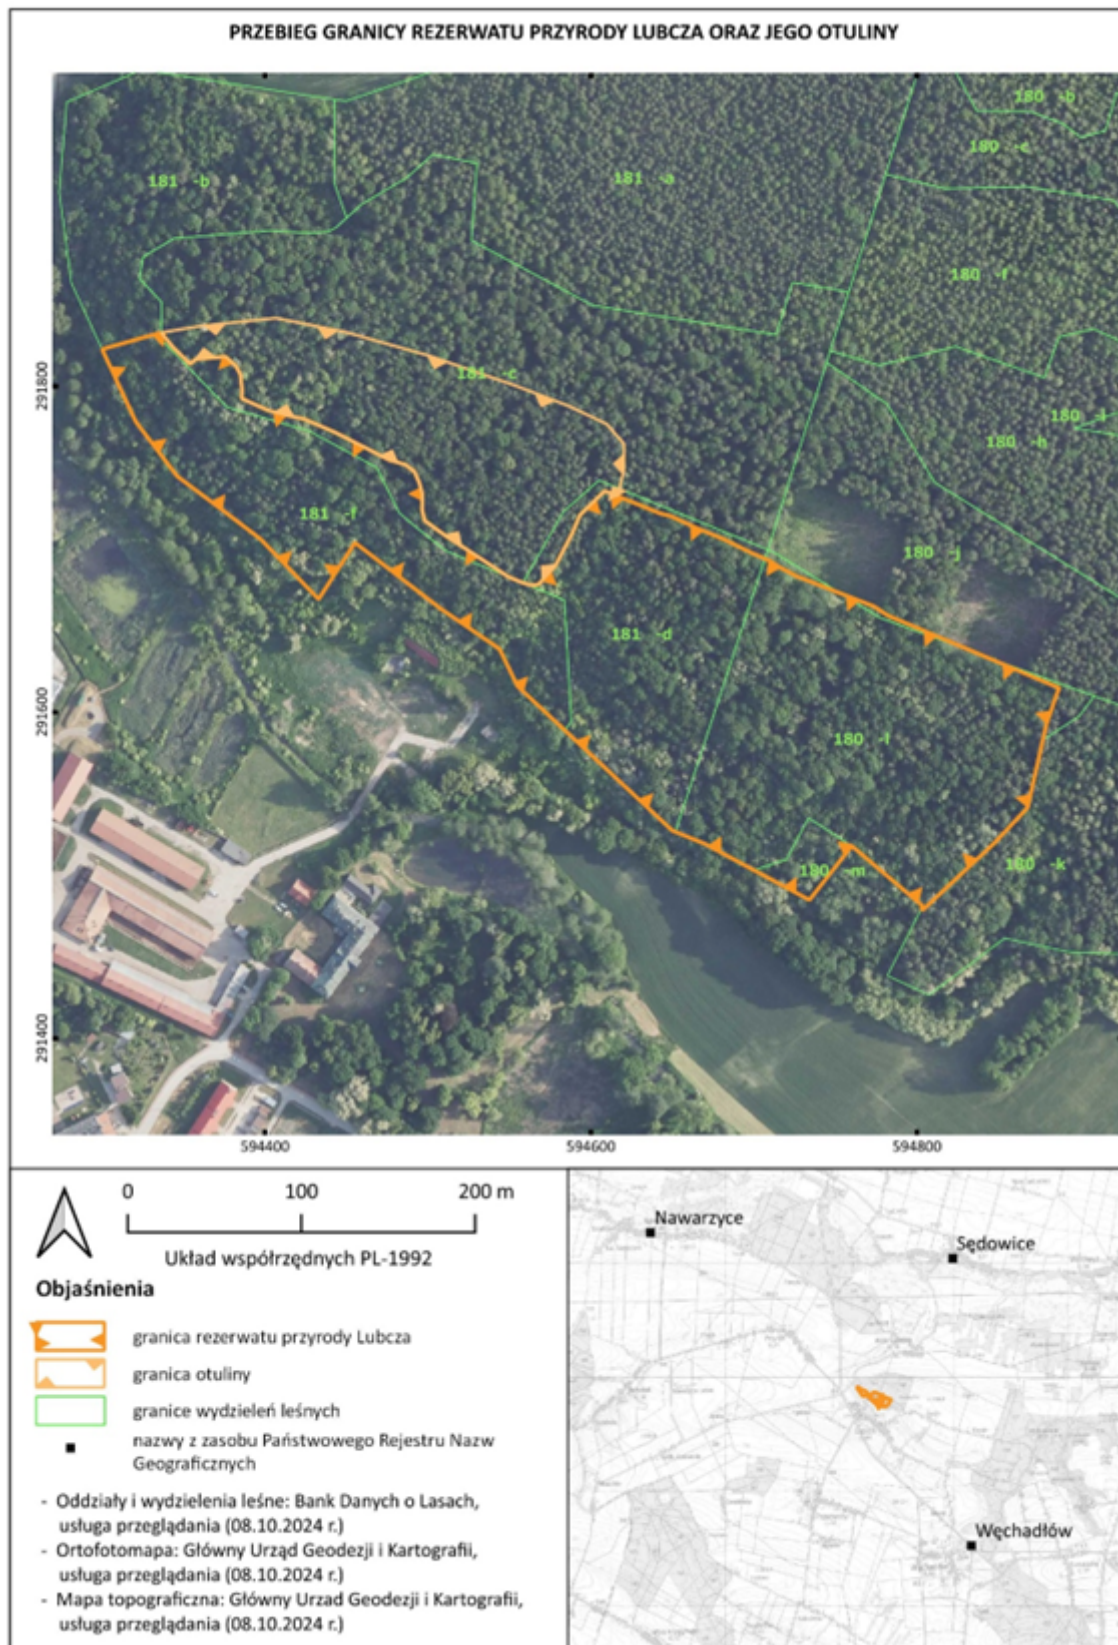 PRZEBIEG GRANICY REZERWATU PRZYRODY LUBCZA ORAZ JEGO OTULINY
180 -b
180 -c
181 -b
181 -a
180 -f
181 -c
291800
180 -i
180 -h
181 -f
180 -j
181 -d
291600
180 -l
180 -m
180 -k
291400
594400
594600
594800
0 100 200 m
Układ współrzędnych PL-1992
Objaśnienia
granica rezerwatu przyrody Lubcza
granica otuliny
granice wydzieleń leśnych
nazwy z zasobu Państwowego Rejestru Nazw
Geograficznych
- Oddziały i wydzielenia leśne: Bank Danych o Lasach,
usługa przeglądania (08.10.2024 r.)
- Ortofotomapa: Główny Urząd Geodezji i Kartografii,
usługa przeglądania (08.10.2024 r.)
- Mapa topograficzna: Główny Urzad Geodezji i Kartografii,
usługa przeglądania (08.10.2024 r.)
Nawarzyce
Sędowice
Węchadłów